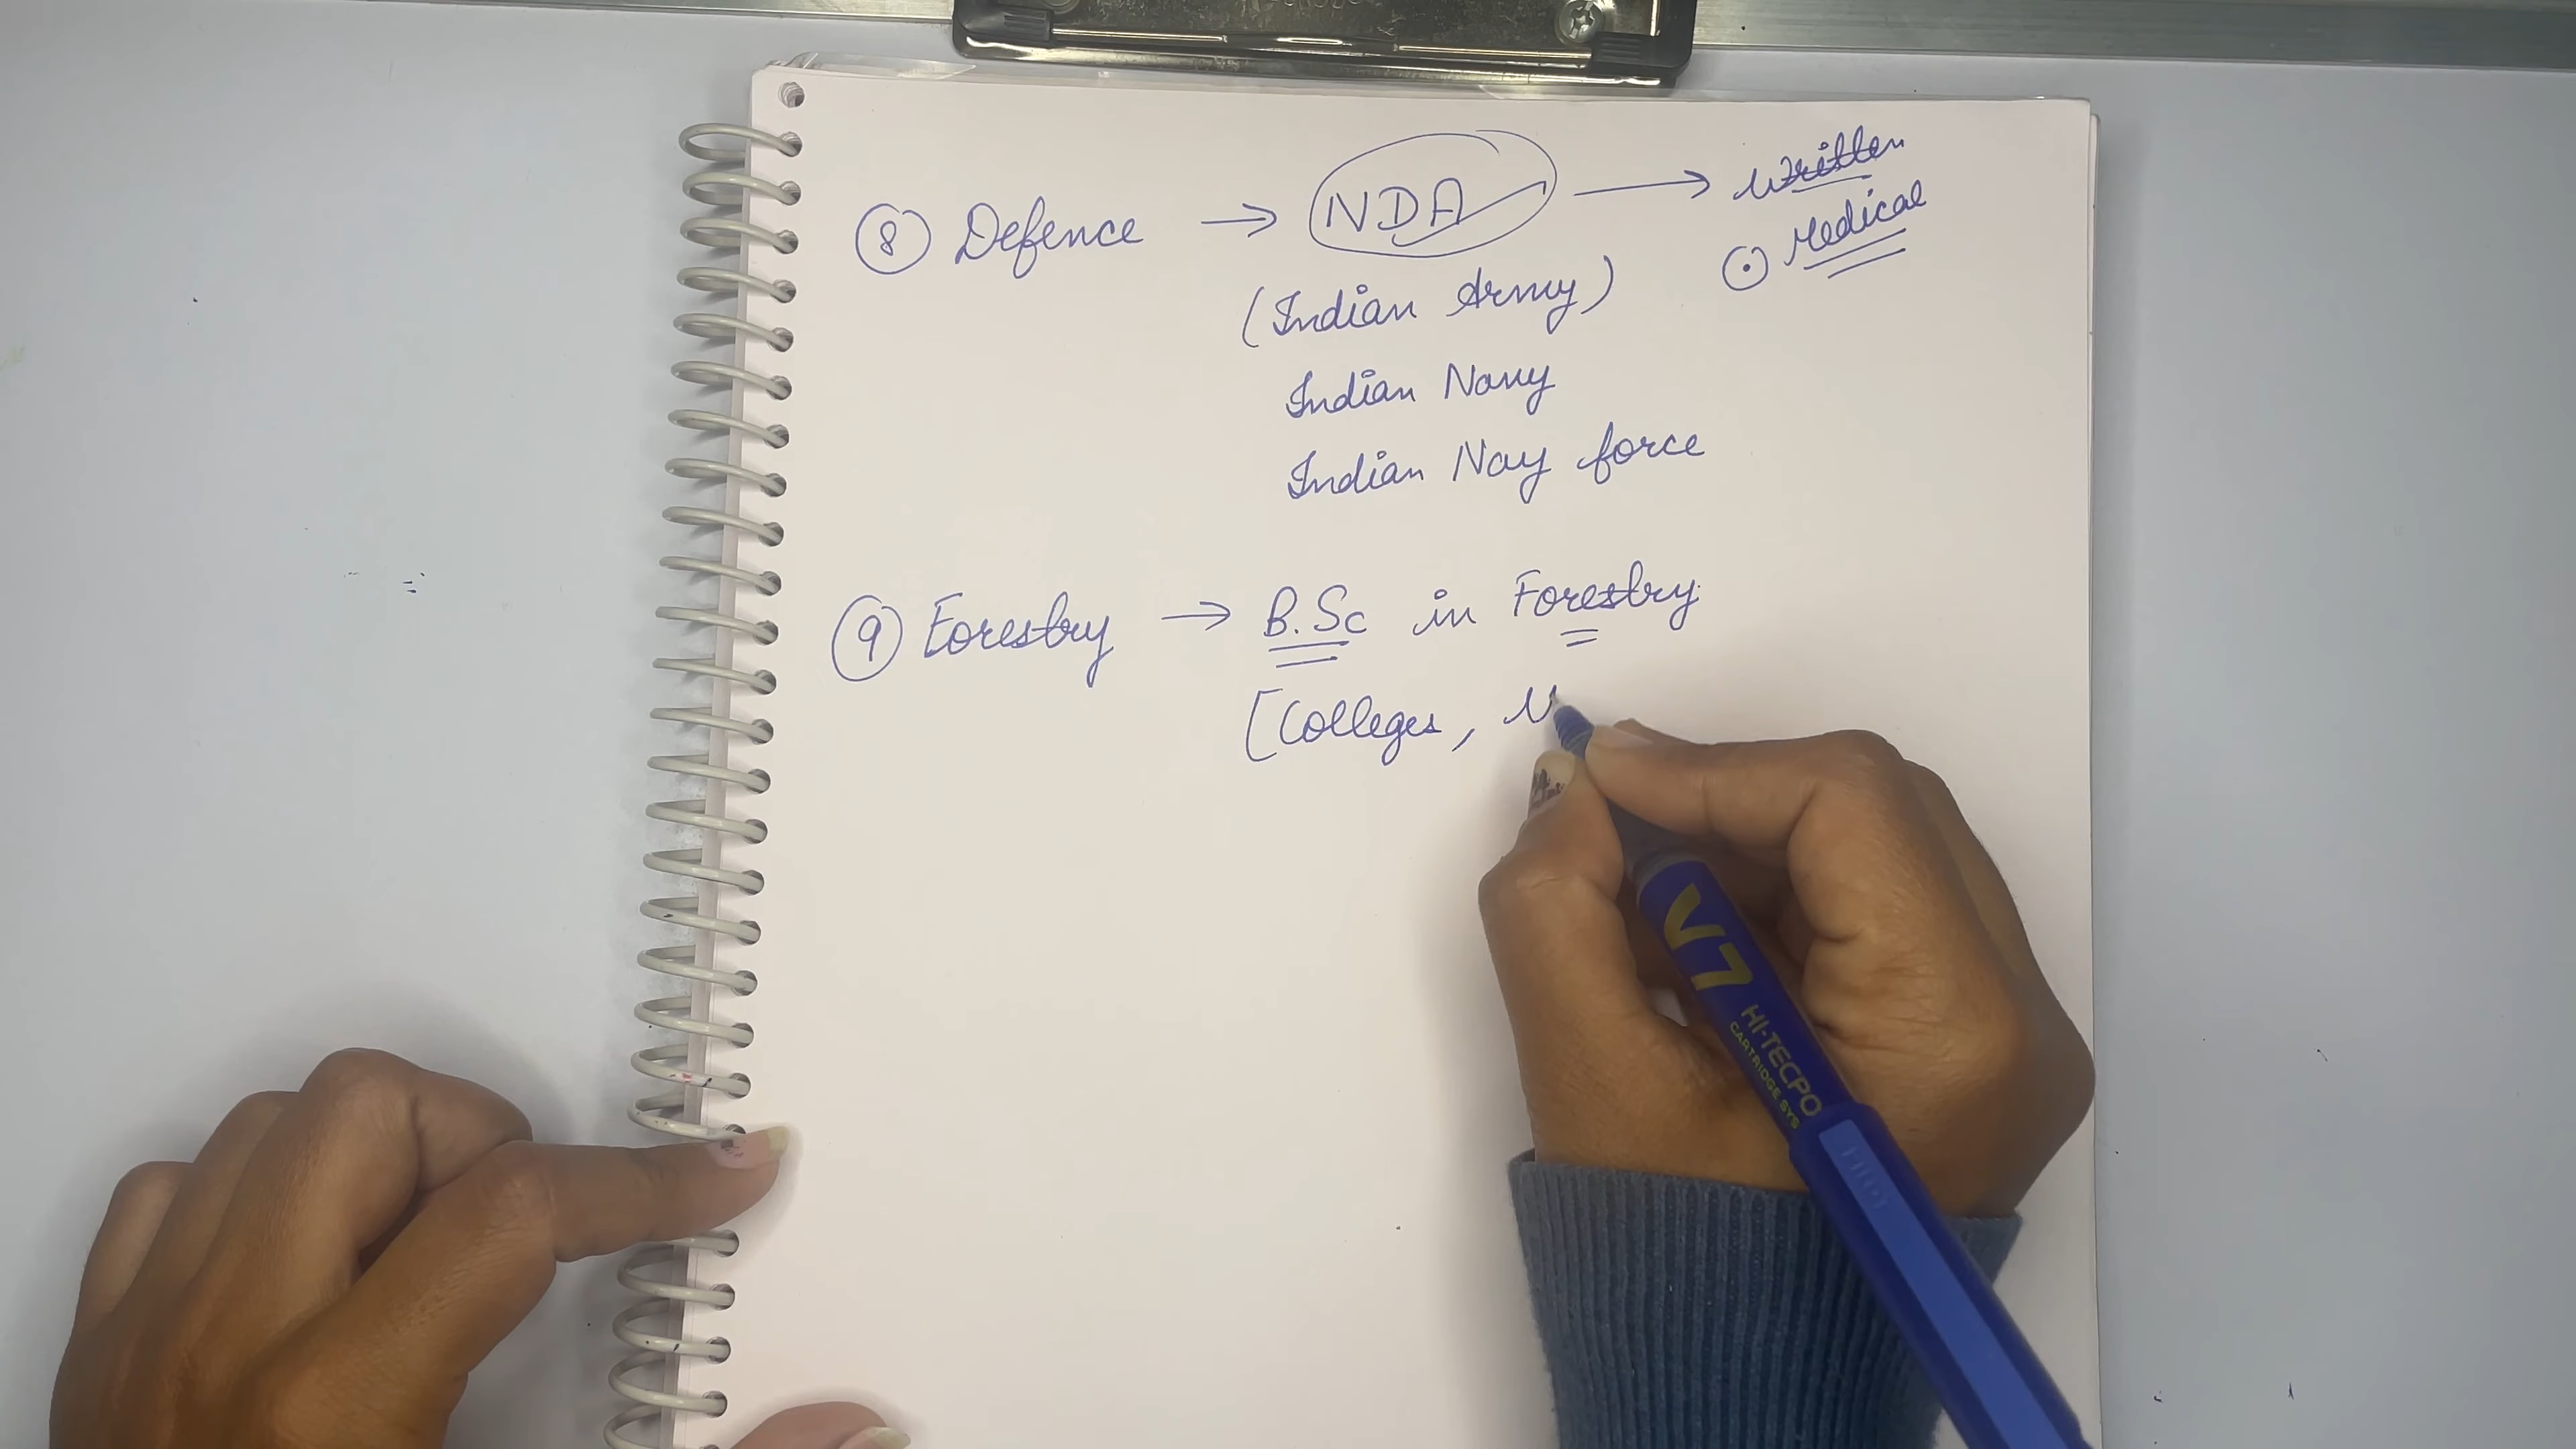 8 Defence → NDA → Written
Medical
(Indian Army)
Indian Navy
Indian Nay force
9 Forestry → B.Sc in Forestry
[Colleges,
V7
HI-TECPO
CARTRIDGE SYS
PILOT